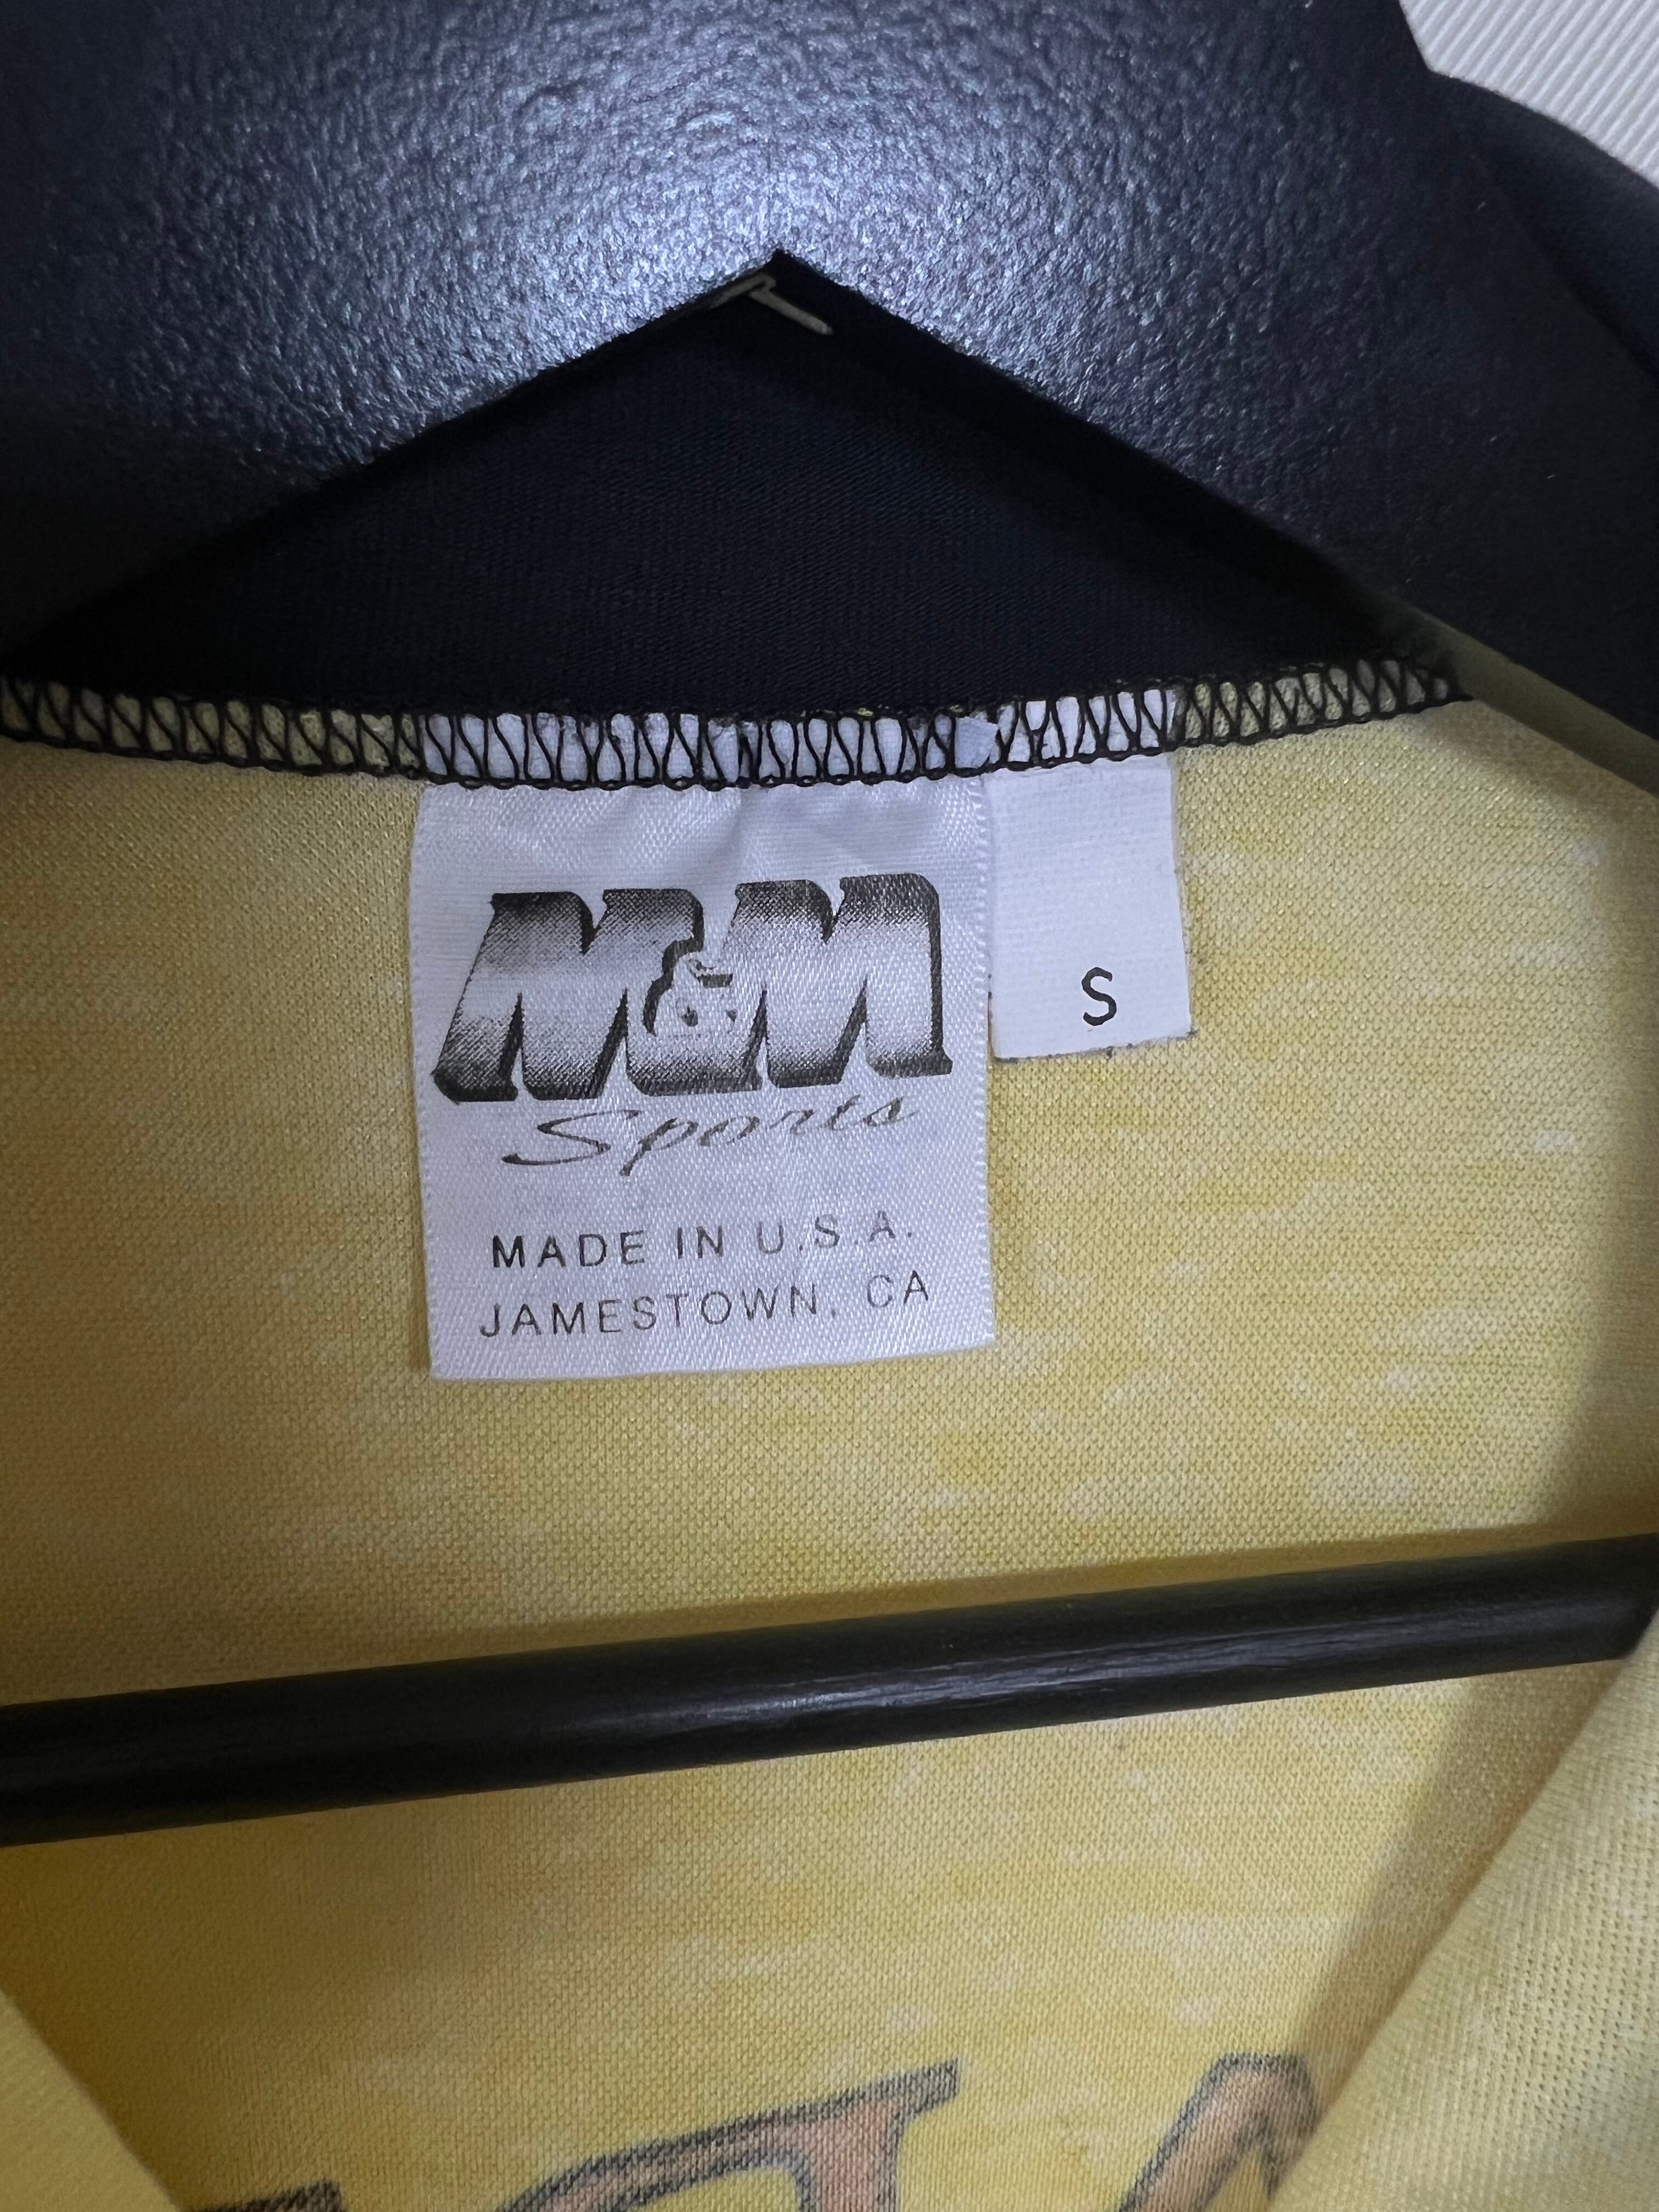 M&M
Sports
MADE IN U.S.A.
JAMESTOWN, CA
S